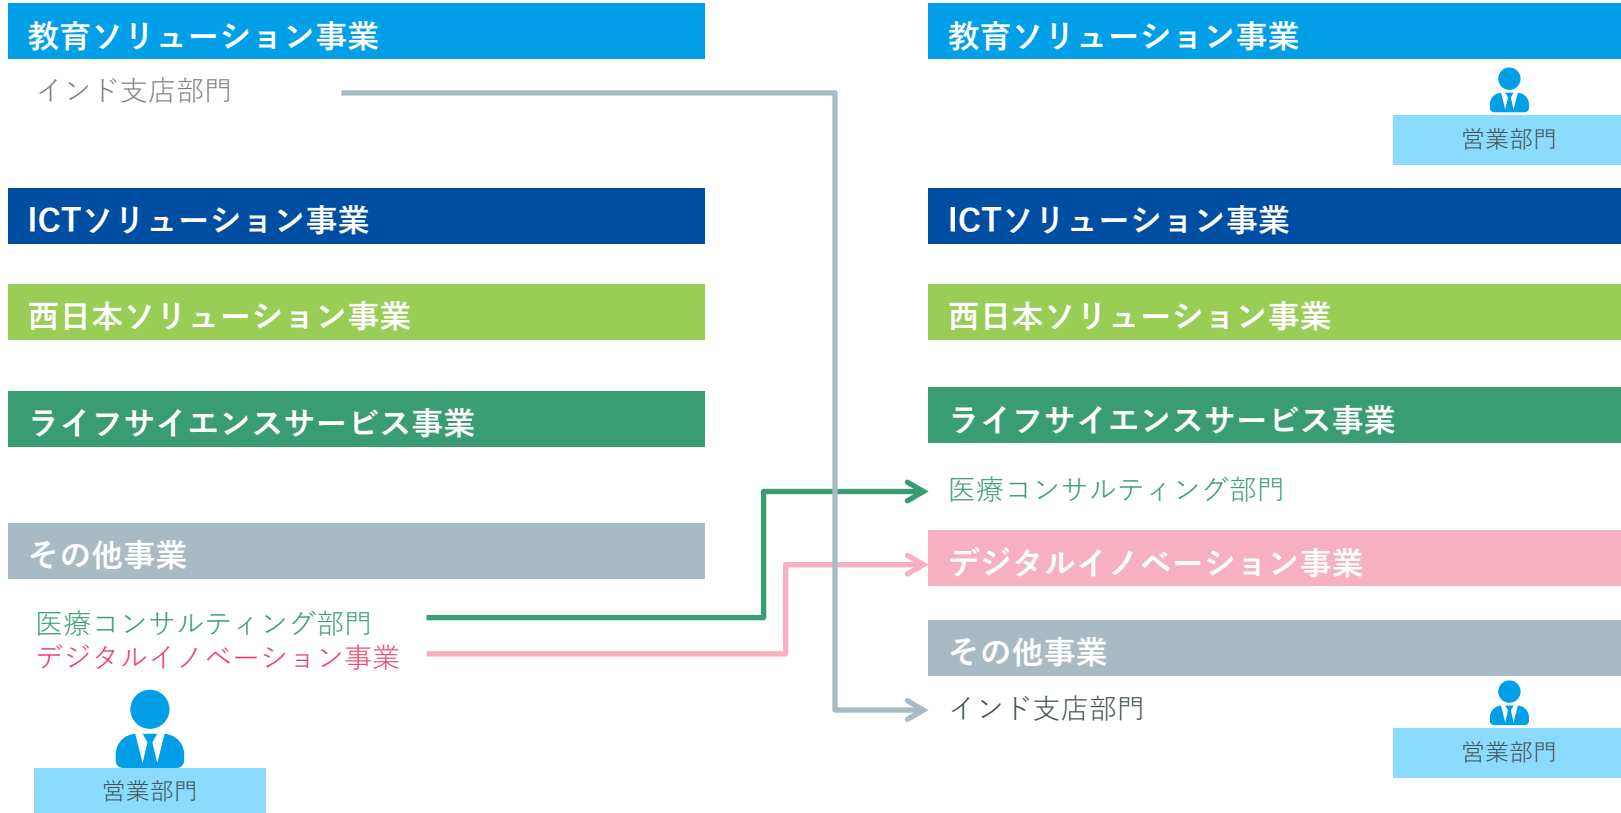 教育ソリューション事業
インド支店部門
ICTソリューション事業
西日本ソリューション事業
ライフサイエンスサービス事業
その他事業
医療コンサルティング部門
デジタルイノベーション事業
営業部門
教育ソリューション事業
営業部門
ICTソリューション事業
西日本ソリューション事業
ライフサイエンスサービス事業
医療コンサルティング部門
デジタルイノベーション事業
その他事業
インド支店部門
営業部門